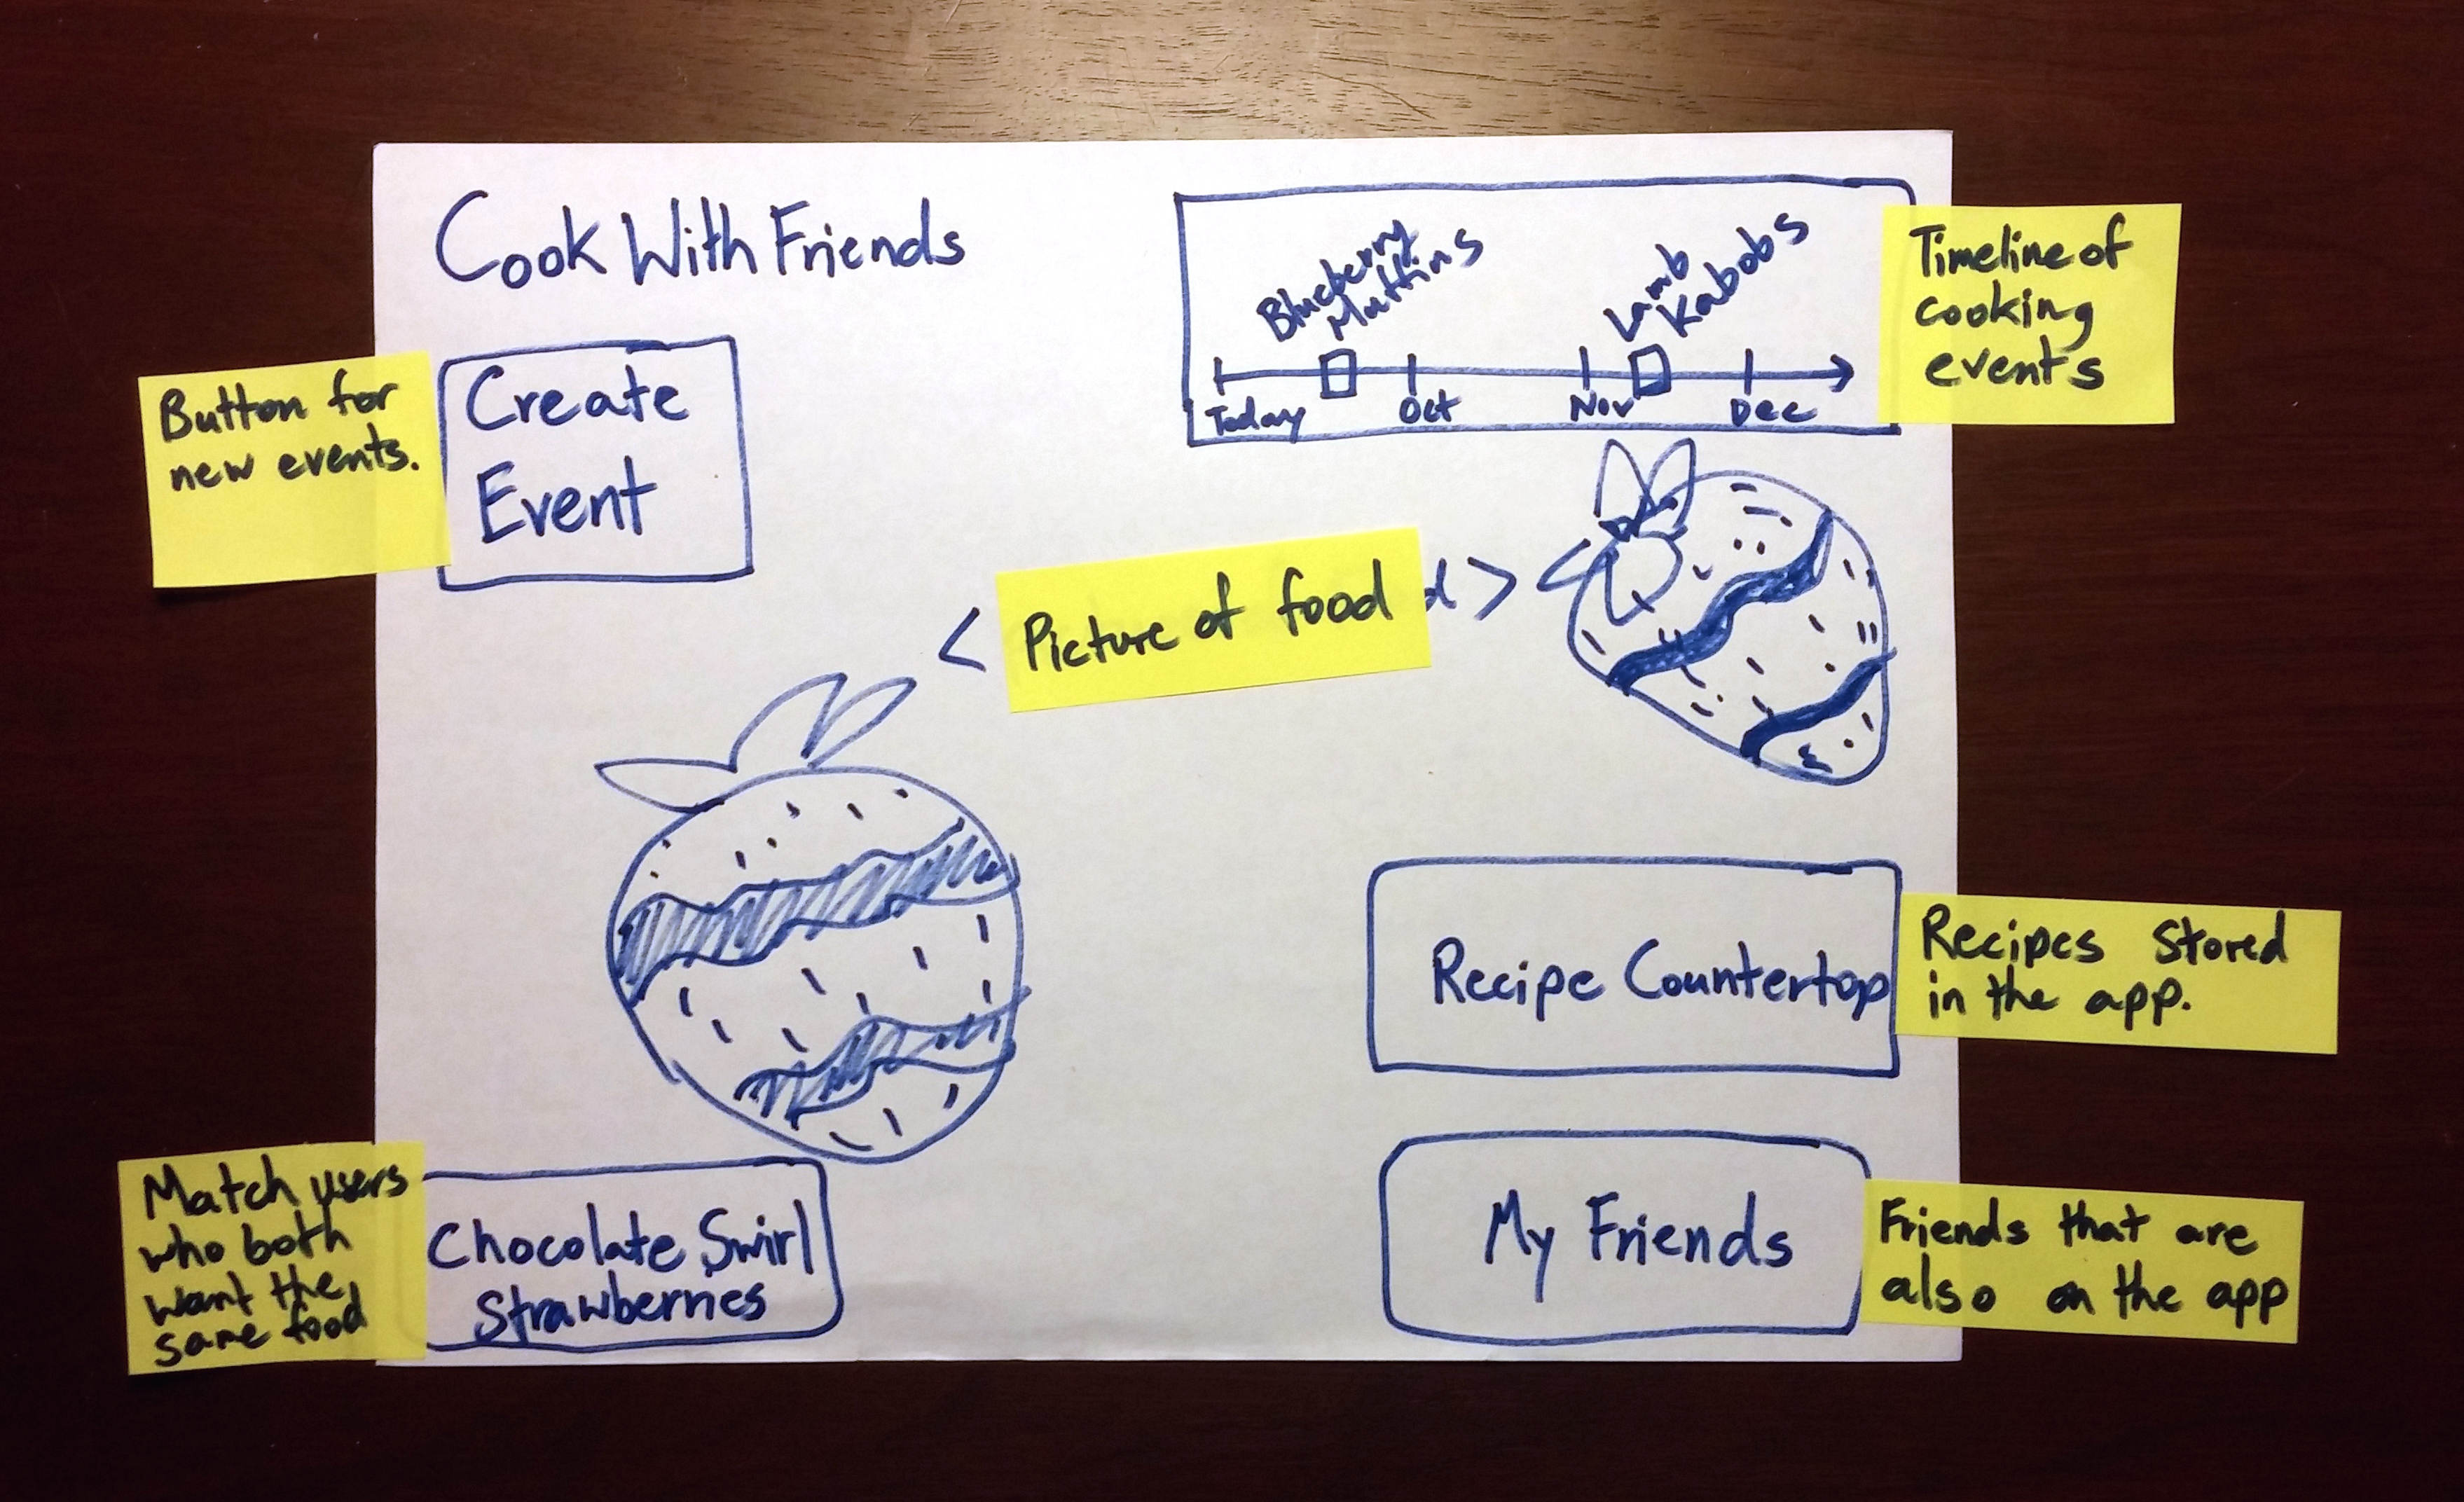 Cook With Friends
Blueberry
Muffins
Lamb
Kabobs
Today
Oct
Nov
Dec
Timeline of
cooking
events
Button for
new events.
Create
Event
< Picture of food d >
Recipe Countertop
Recipes Stored
in the app.
Match users
who both
want the
same food
Chocolate Swirl
Strawberries
My Friends
Friends that are
also on the app